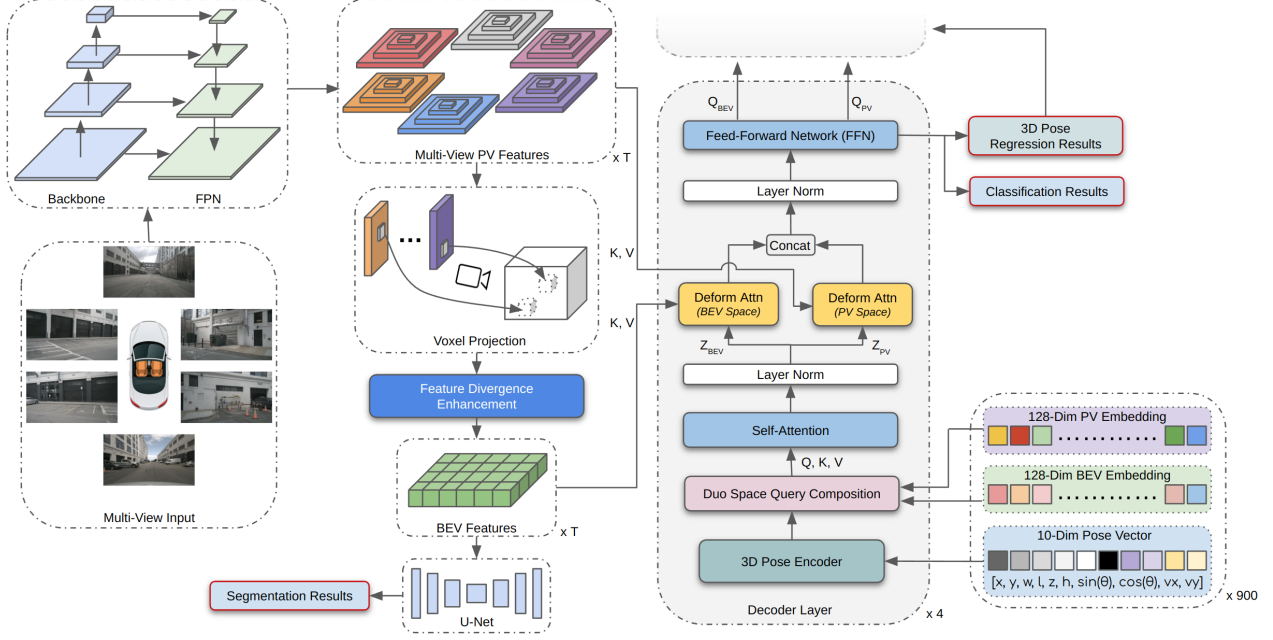 Backbone
FPN
Multi-View Input
Multi-View PV Features
x T
Voxel Projection
Feature Divergence
Enhancement
BEV Features
x T
U-Net
Segmentation Results
K, V
K, V
Q_BEV
Q_PV
Feed-Forward Network (FFN)
Layer Norm
Concat
Deform Attn
(BEV Space)
Deform Attn
(PV Space)
Z_BEV
Z_PV
Layer Norm
Self-Attention
Q, K, V
Duo Space Query Composition
3D Pose Encoder
Decoder Layer
x 4
3D Pose
Regression Results
Classification Results
128-Dim PV Embedding
128-Dim BEV Embedding
10-Dim Pose Vector
[x, y, w, l, z, h, sin(θ), cos(θ), vx, vy]
x 900